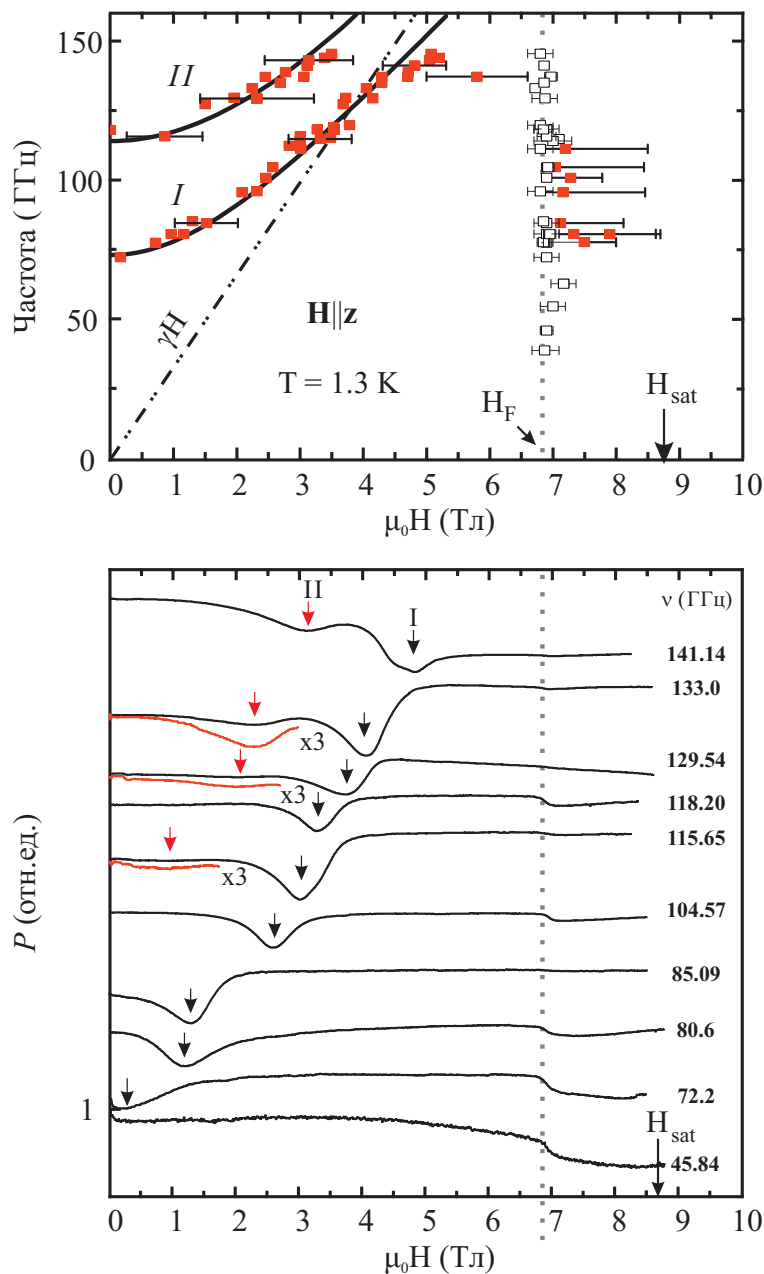 150
100
50
0
Частота (ГГц)
II
I
γH
H||z
T = 1.3 K
H_F
H_sat
0 1 2 3 4 5 6 7 8 9 10
μ₀H (Тл)
II
I
ν (ГГц)
141.14
133.0
x3
129.54
x3
118.20
115.65
x3
104.57
85.09
80.6
72.2
1
H_sat
45.84
P (отн.ед.)
0 1 2 3 4 5 6 7 8 9 10
μ₀H (Тл)